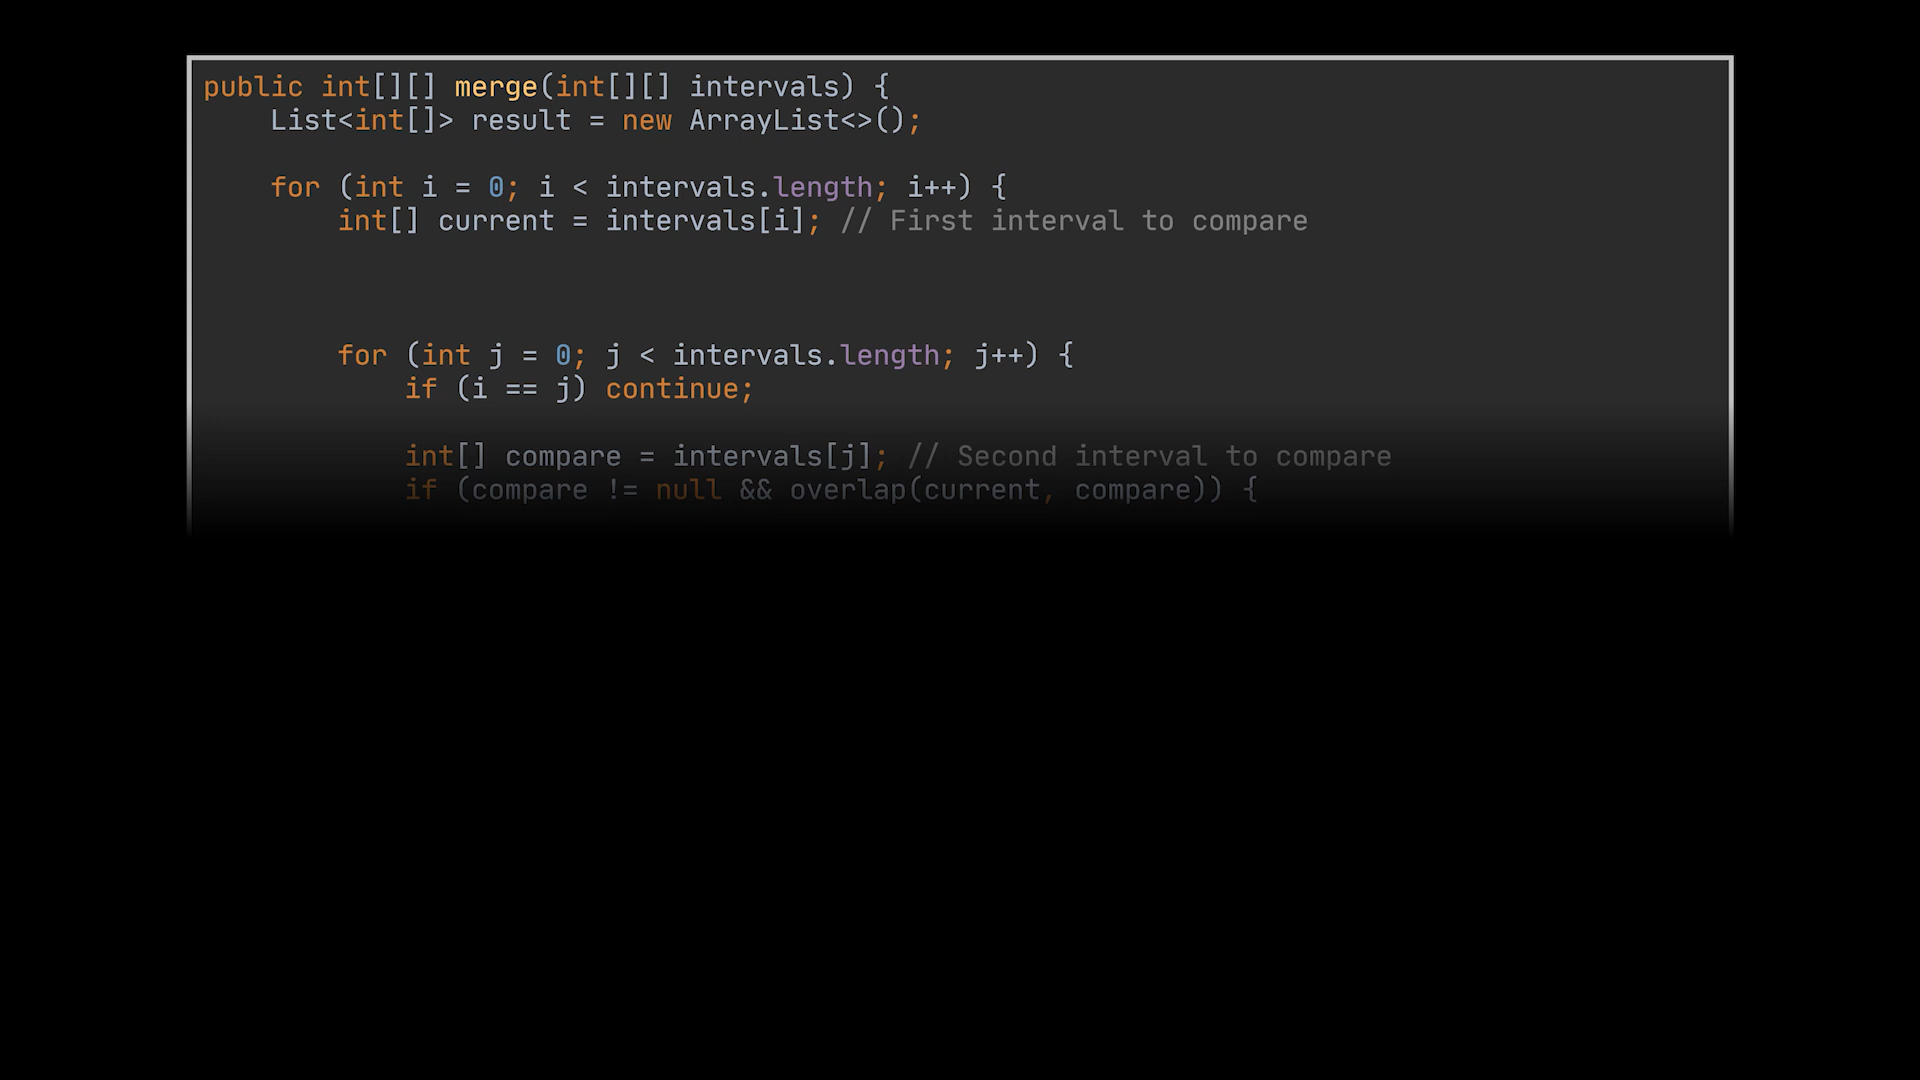 public int[][] merge(int[][] intervals) {
    List<int[]> result = new ArrayList<>();
    for (int i = 0; i < intervals.length; i++) {
        int[] current = intervals[i]; // First interval to compare
        for (int j = 0; j < intervals.length; j++) {
            if (i == j) continue;
            int[] compare = intervals[j]; // Second interval to compare
            if (compare != null && overlap(current, compare)) {